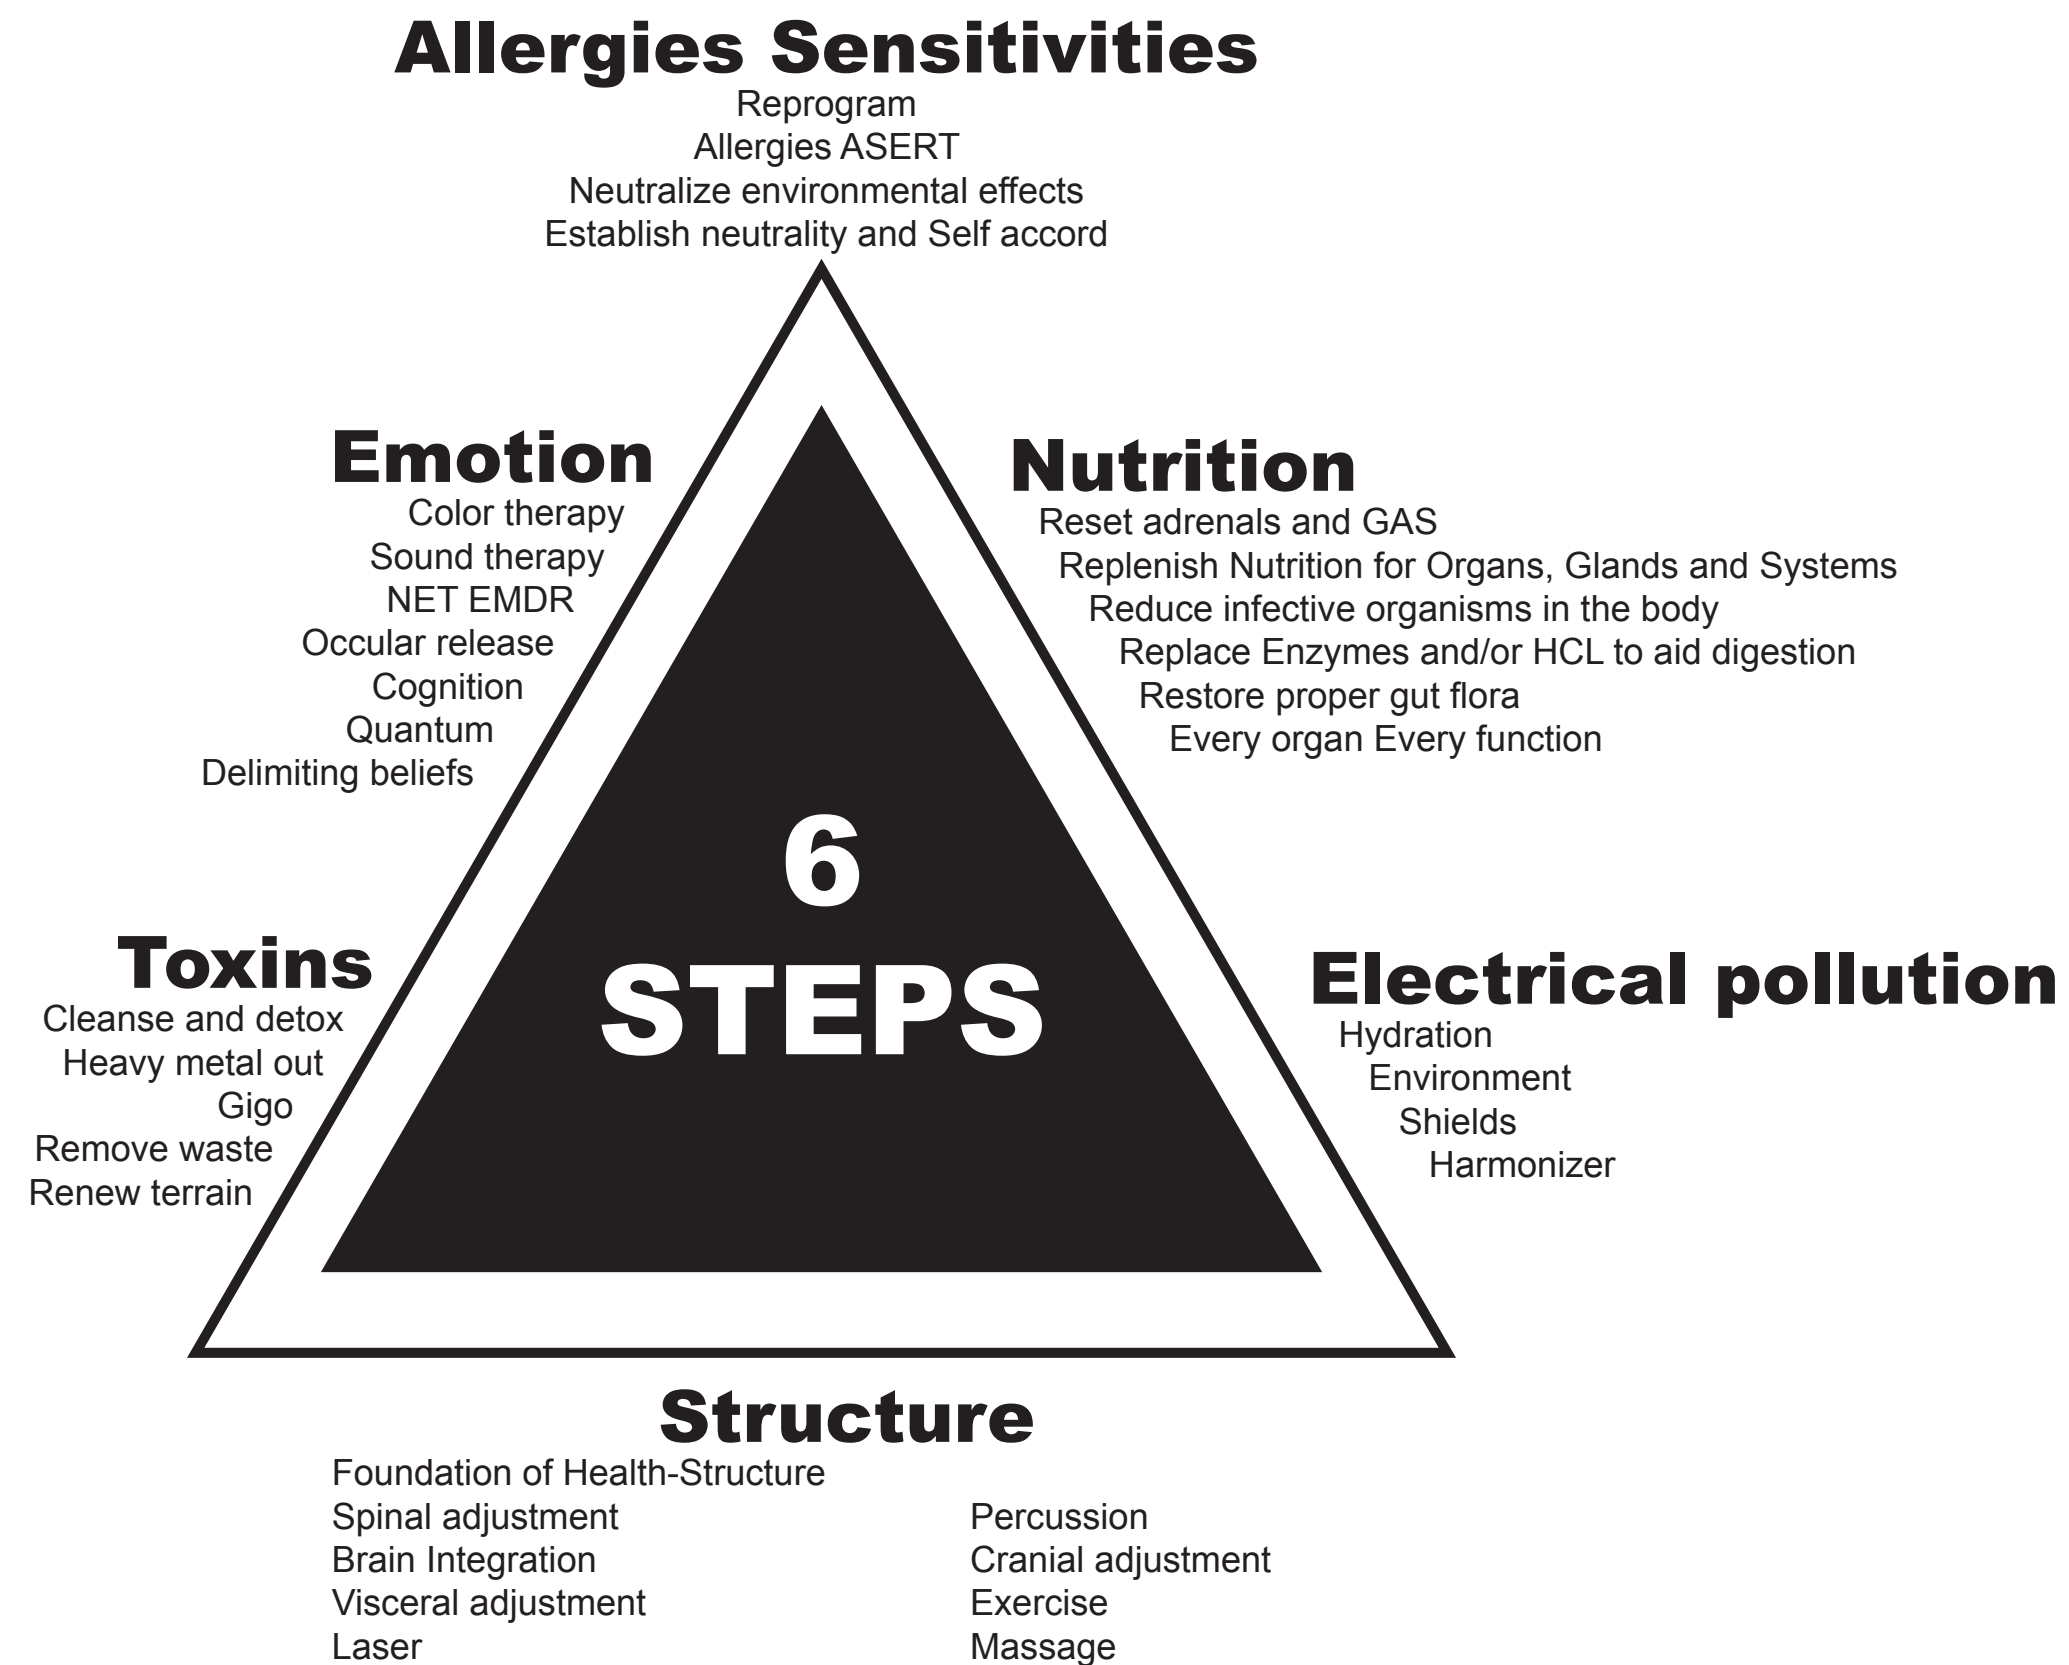 Allergies Sensitivities
Reprogram
Allergies ASERT
Neutralize environmental effects
Establish neutrality and Self accord
Emotion
Color therapy
Sound therapy
NET EMDR
Occular release
Cognition
Quantum
Delimiting beliefs
Nutrition
Reset adrenals and GAS
Replenish Nutrition for Organs, Glands and Systems
Reduce infective organisms in the body
Replace Enzymes and/or HCL to aid digestion
Restore proper gut flora
Every organ Every function
6
STEPS
Toxins
Cleanse and detox
Heavy metal out
Gigo
Remove waste
Renew terrain
Electrical pollution
Hydration
Environment
Shields
Harmonizer
Structure
Foundation of Health-Structure
Spinal adjustment
Brain Integration
Visceral adjustment
Laser
Percussion
Cranial adjustment
Exercise
Massage